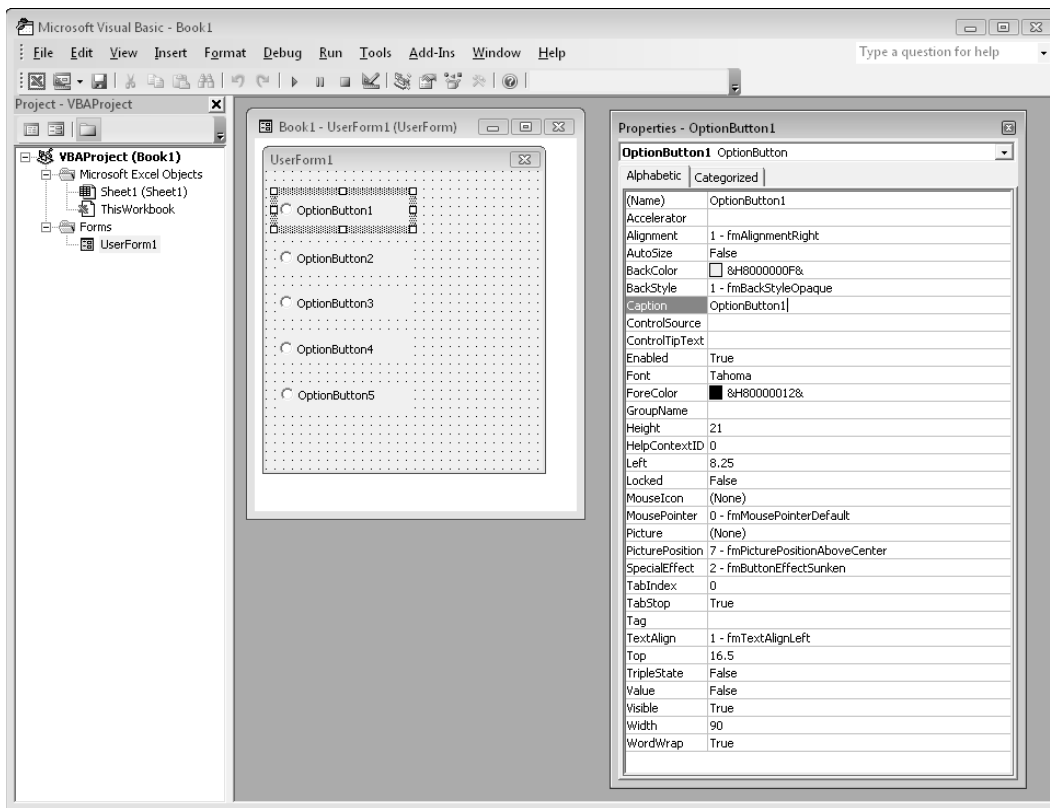 Microsoft Visual Basic - Book1
File Edit View Insert Format Debug Run Tools Add-Ins Window Help
Type a question for help
Project - VBAProject
VBAProject (Book1)
Microsoft Excel Objects
Sheet1 (Sheet1)
ThisWorkbook
Forms
UserForm1
Book1 - UserForm1 (UserForm)
UserForm1
OptionButton1
OptionButton2
OptionButton3
OptionButton4
OptionButton5
Properties - OptionButton1
OptionButton1 OptionButton
Alphabetic Categorized
(Name) OptionButton1
Accelerator
Alignment 1 - fmAlignmentRight
AutoSize False
BackColor &H8000000F&
BackStyle 1 - fmBackStyleOpaque
Caption OptionButton1
ControlSource
ControlTipText
Enabled True
Font Tahoma
ForeColor &H80000012&
GroupName
Height 21
HelpContextID 0
Left 8.25
Locked False
MouseIcon (None)
MousePointer 0 - fmMousePointerDefault
Picture (None)
PicturePosition 7 - fmPicturePositionAboveCenter
SpecialEffect 2 - fmButtonEffectSunken
TabIndex 0
TabStop True
Tag
TextAlign 1 - fmTextAlignLeft
Top 16.5
TripleState False
Value False
Visible True
Width 90
WordWrap True